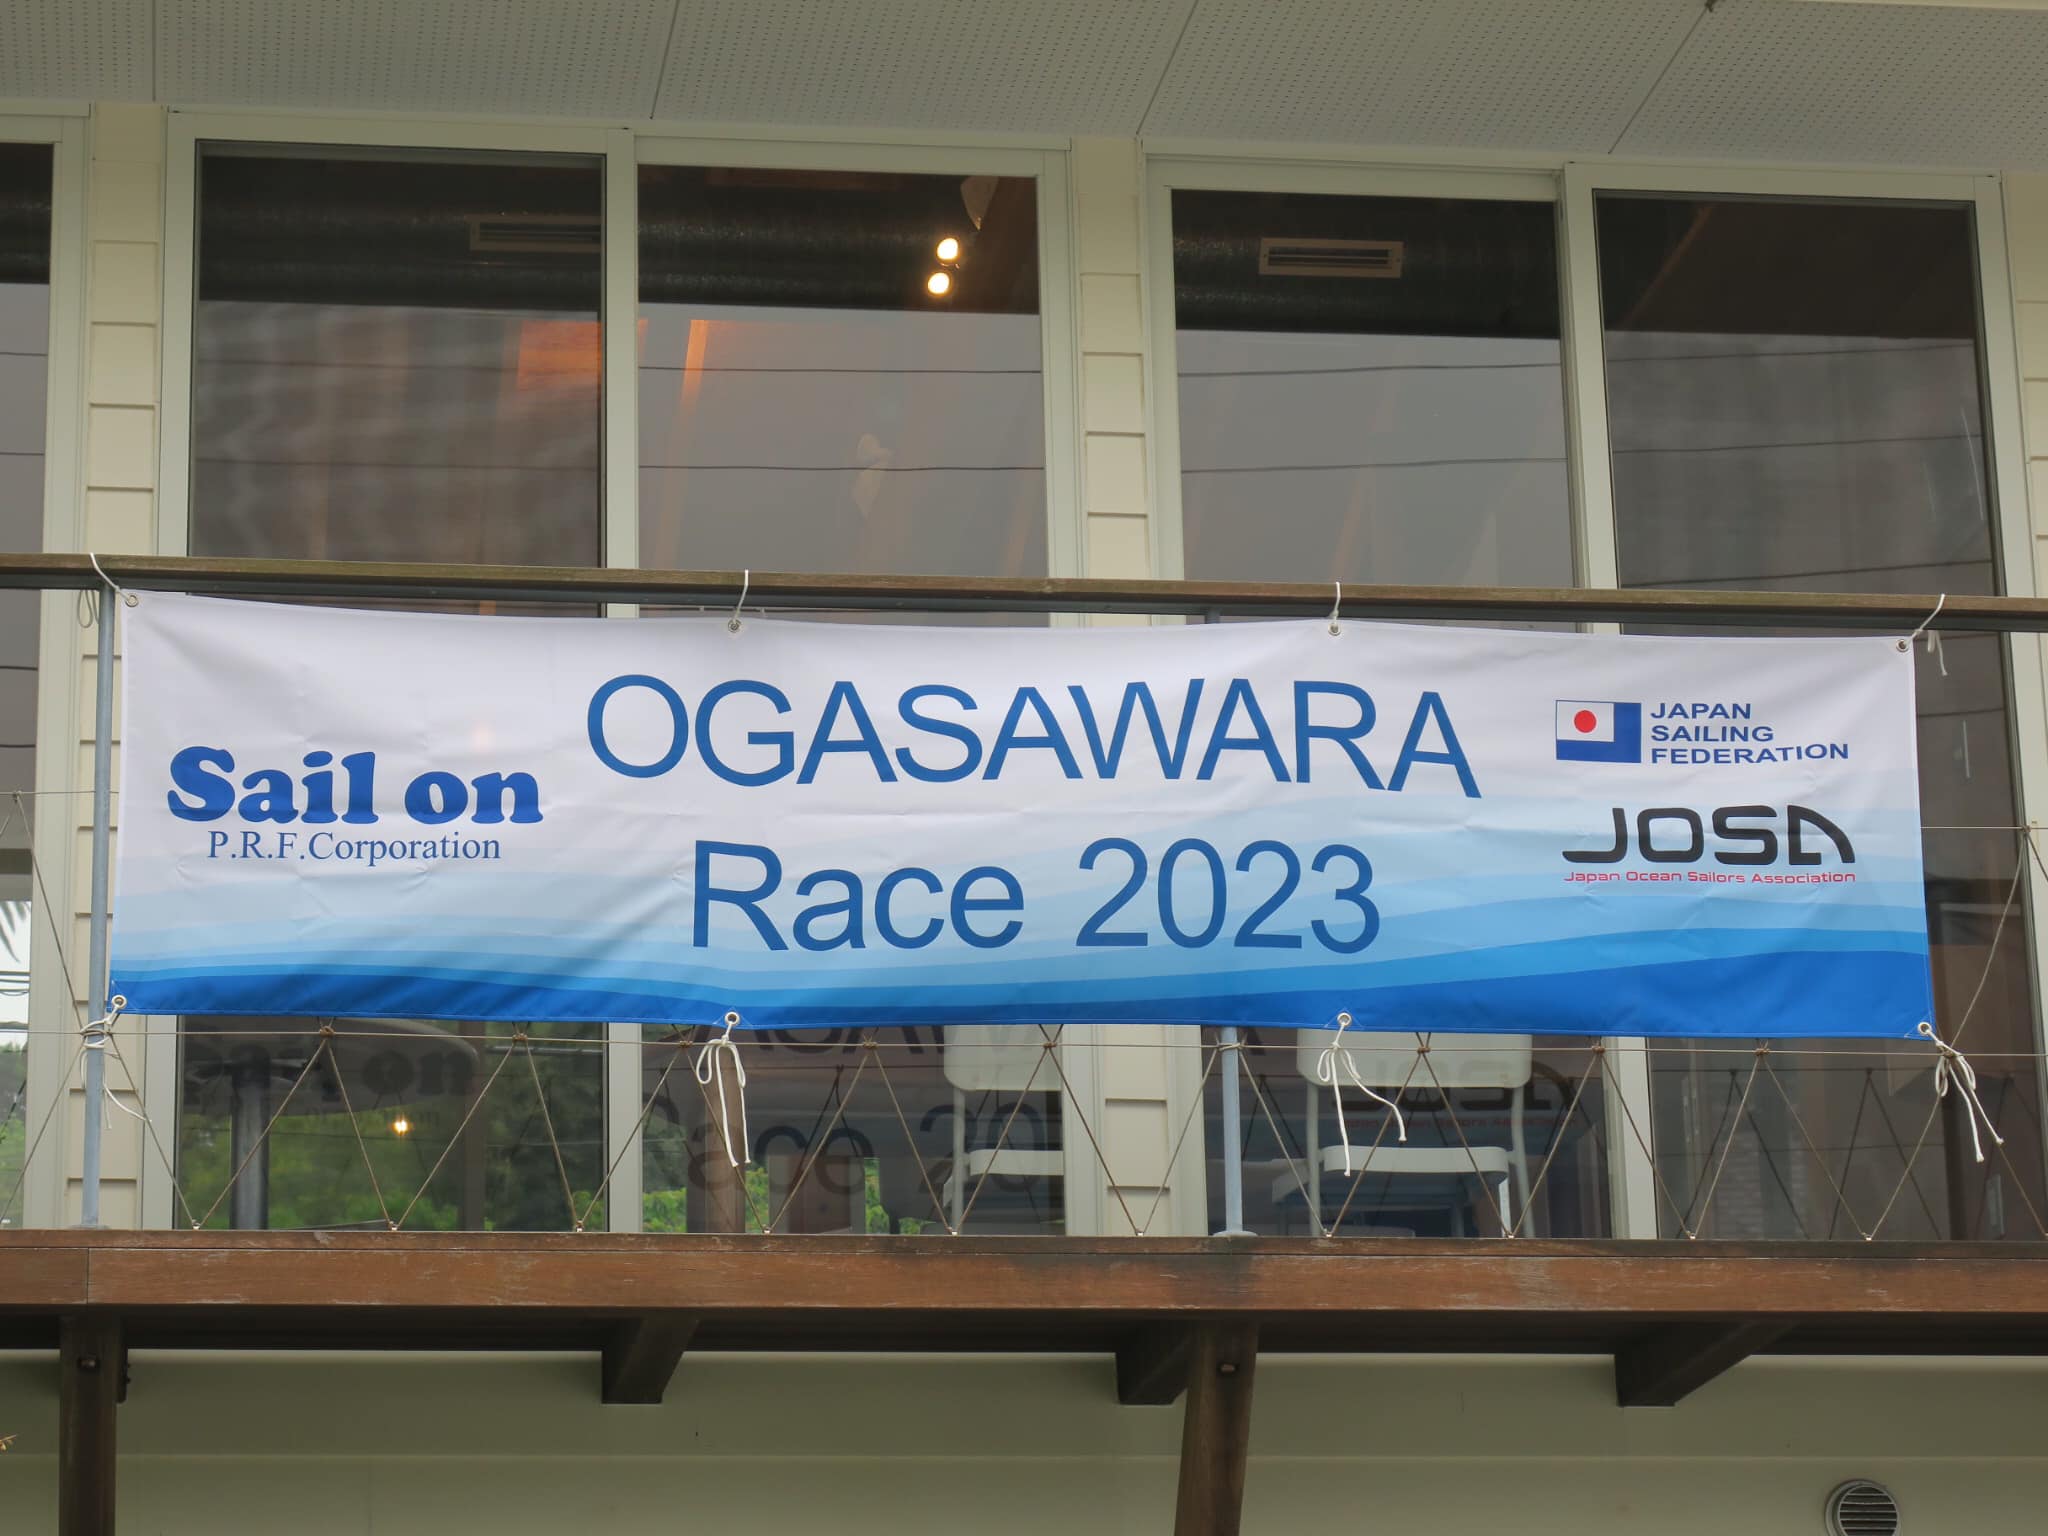 Sail on
P.R.F.Corporation
OGASAWARA
Race 2023
JAPAN
SAILING
FEDERATION
JOSA
Japan Ocean Sailors Association